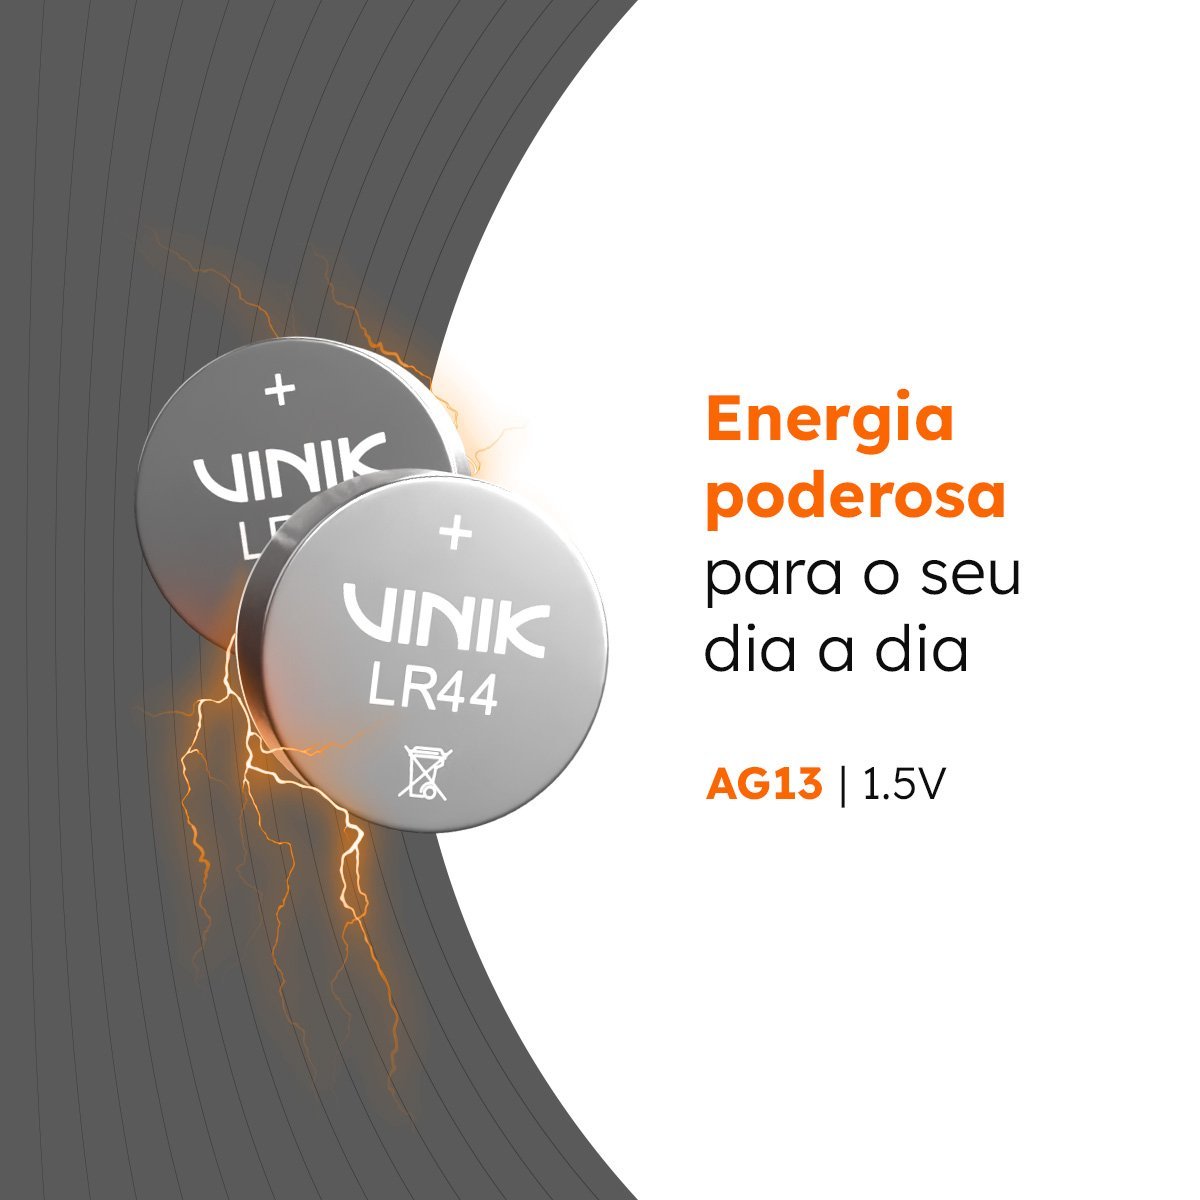 +
VINIK
+
VINIK
LR44
Energia
poderosa
para o seu
dia a dia
AG13 | 1.5V